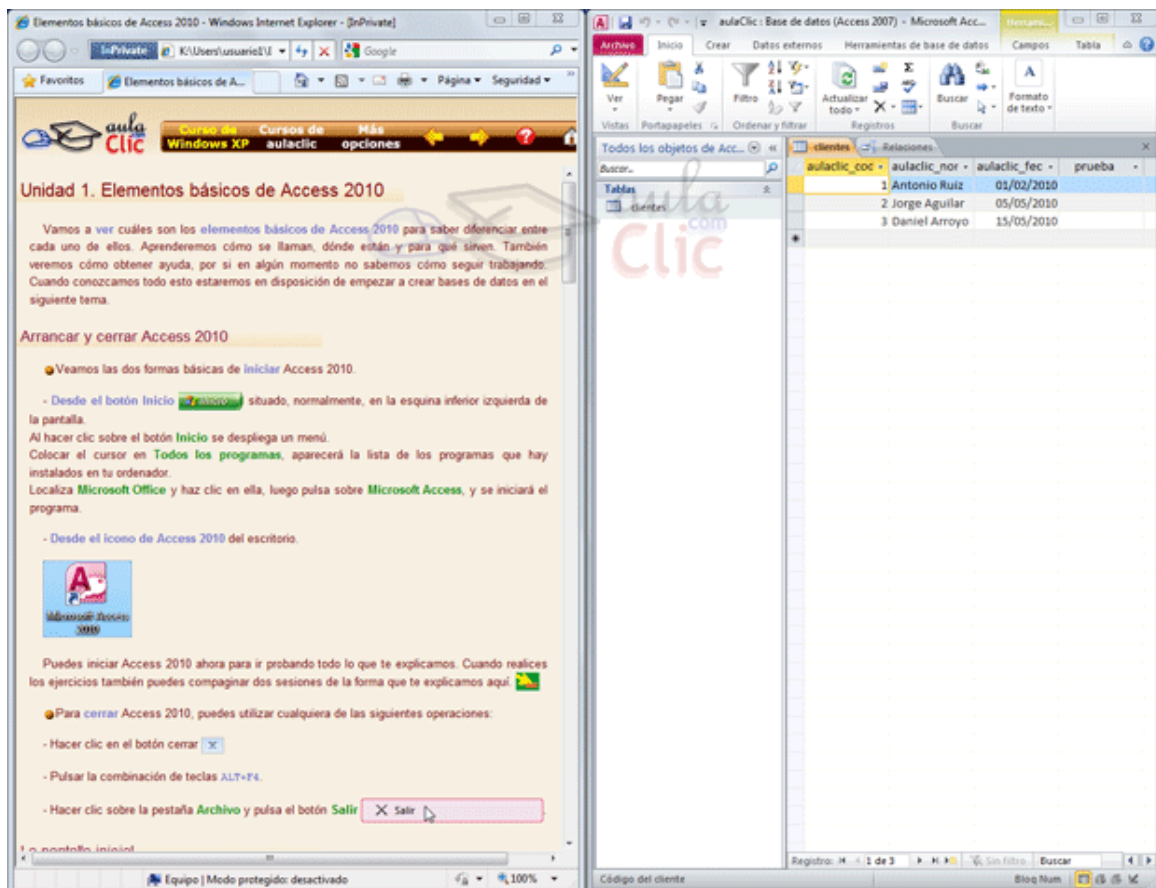 Elementos básicos de Access 2010 - Windows Internet Explorer - [InPrivate]
InPrivate K:\Users\usuario1\
Google
Favoritos
Elementos básicos de A...
Página
Seguridad
aula Clic
Curso de Windows XP
Cursos de aulaclic
Más opciones
Unidad 1. Elementos básicos de Access 2010
Vamos a ver cuáles son los elementos básicos de Access 2010 para saber diferenciar entre
cada uno de ellos. Aprenderemos cómo se llaman, dónde están y para qué sirven. También
veremos cómo obtener ayuda, por si en algún momento no sabemos cómo seguir trabajando.
Cuando conozcamos todo esto estaremos en disposición de empezar a crear bases de datos en el
siguiente tema.
Arrancar y cerrar Access 2010
Veamos las dos formas básicas de iniciar Access 2010.
- Desde el botón Inicio situado, normalmente, en la esquina inferior izquierda de
la pantalla.
Al hacer clic sobre el botón Inicio se despliega un menú.
Colocar el cursor en Todos los programas, aparecerá la lista de los programas que hay
instalados en tu ordenador.
Localiza Microsoft Office y haz clic en ella, luego pulsa sobre Microsoft Access, y se iniciará el
programa.
- Desde el icono de Access 2010 del escritorio.
Microsoft Access
2010
Puedes iniciar Access 2010 ahora para ir probando todo lo que te explicamos. Cuando realices
los ejercicios también puedes compaginar dos sesiones de la forma que te explicamos aquí.
Para cerrar Access 2010, puedes utilizar cualquiera de las siguientes operaciones:
- Hacer clic en el botón cerrar
- Pulsar la combinación de teclas ALT+F4.
- Hacer clic sobre la pestaña Archivo y pulsa el botón Salir Salir .
La pantalla inicial
Equipo | Modo protegido: desactivado
100%
aulaClic : Base de datos (Access 2007) - Microsoft Acc...
Herrami...
Archivo Inicio Crear Datos externos Herramientas de base de datos Campos Tabla
Ver
Pegar
Filtro
Actualizar todo
Buscar
Formato de texto
Vistas Portapapeles Ordenar y filtrar Registros Buscar
Todos los objetos de Acc...
Buscar...
Tablas
clientes
clientes Relaciones
aulaclic_coc aulaclic_nor aulaclic_fec prueba
1 Antonio Ruiz 01/02/2010
2 Jorge Aguilar 05/05/2010
3 Daniel Arroyo 15/05/2010
aula
.com
Clic
Registro: 1 de 3 Sin filtro Buscar
Código del cliente
Bloq Num